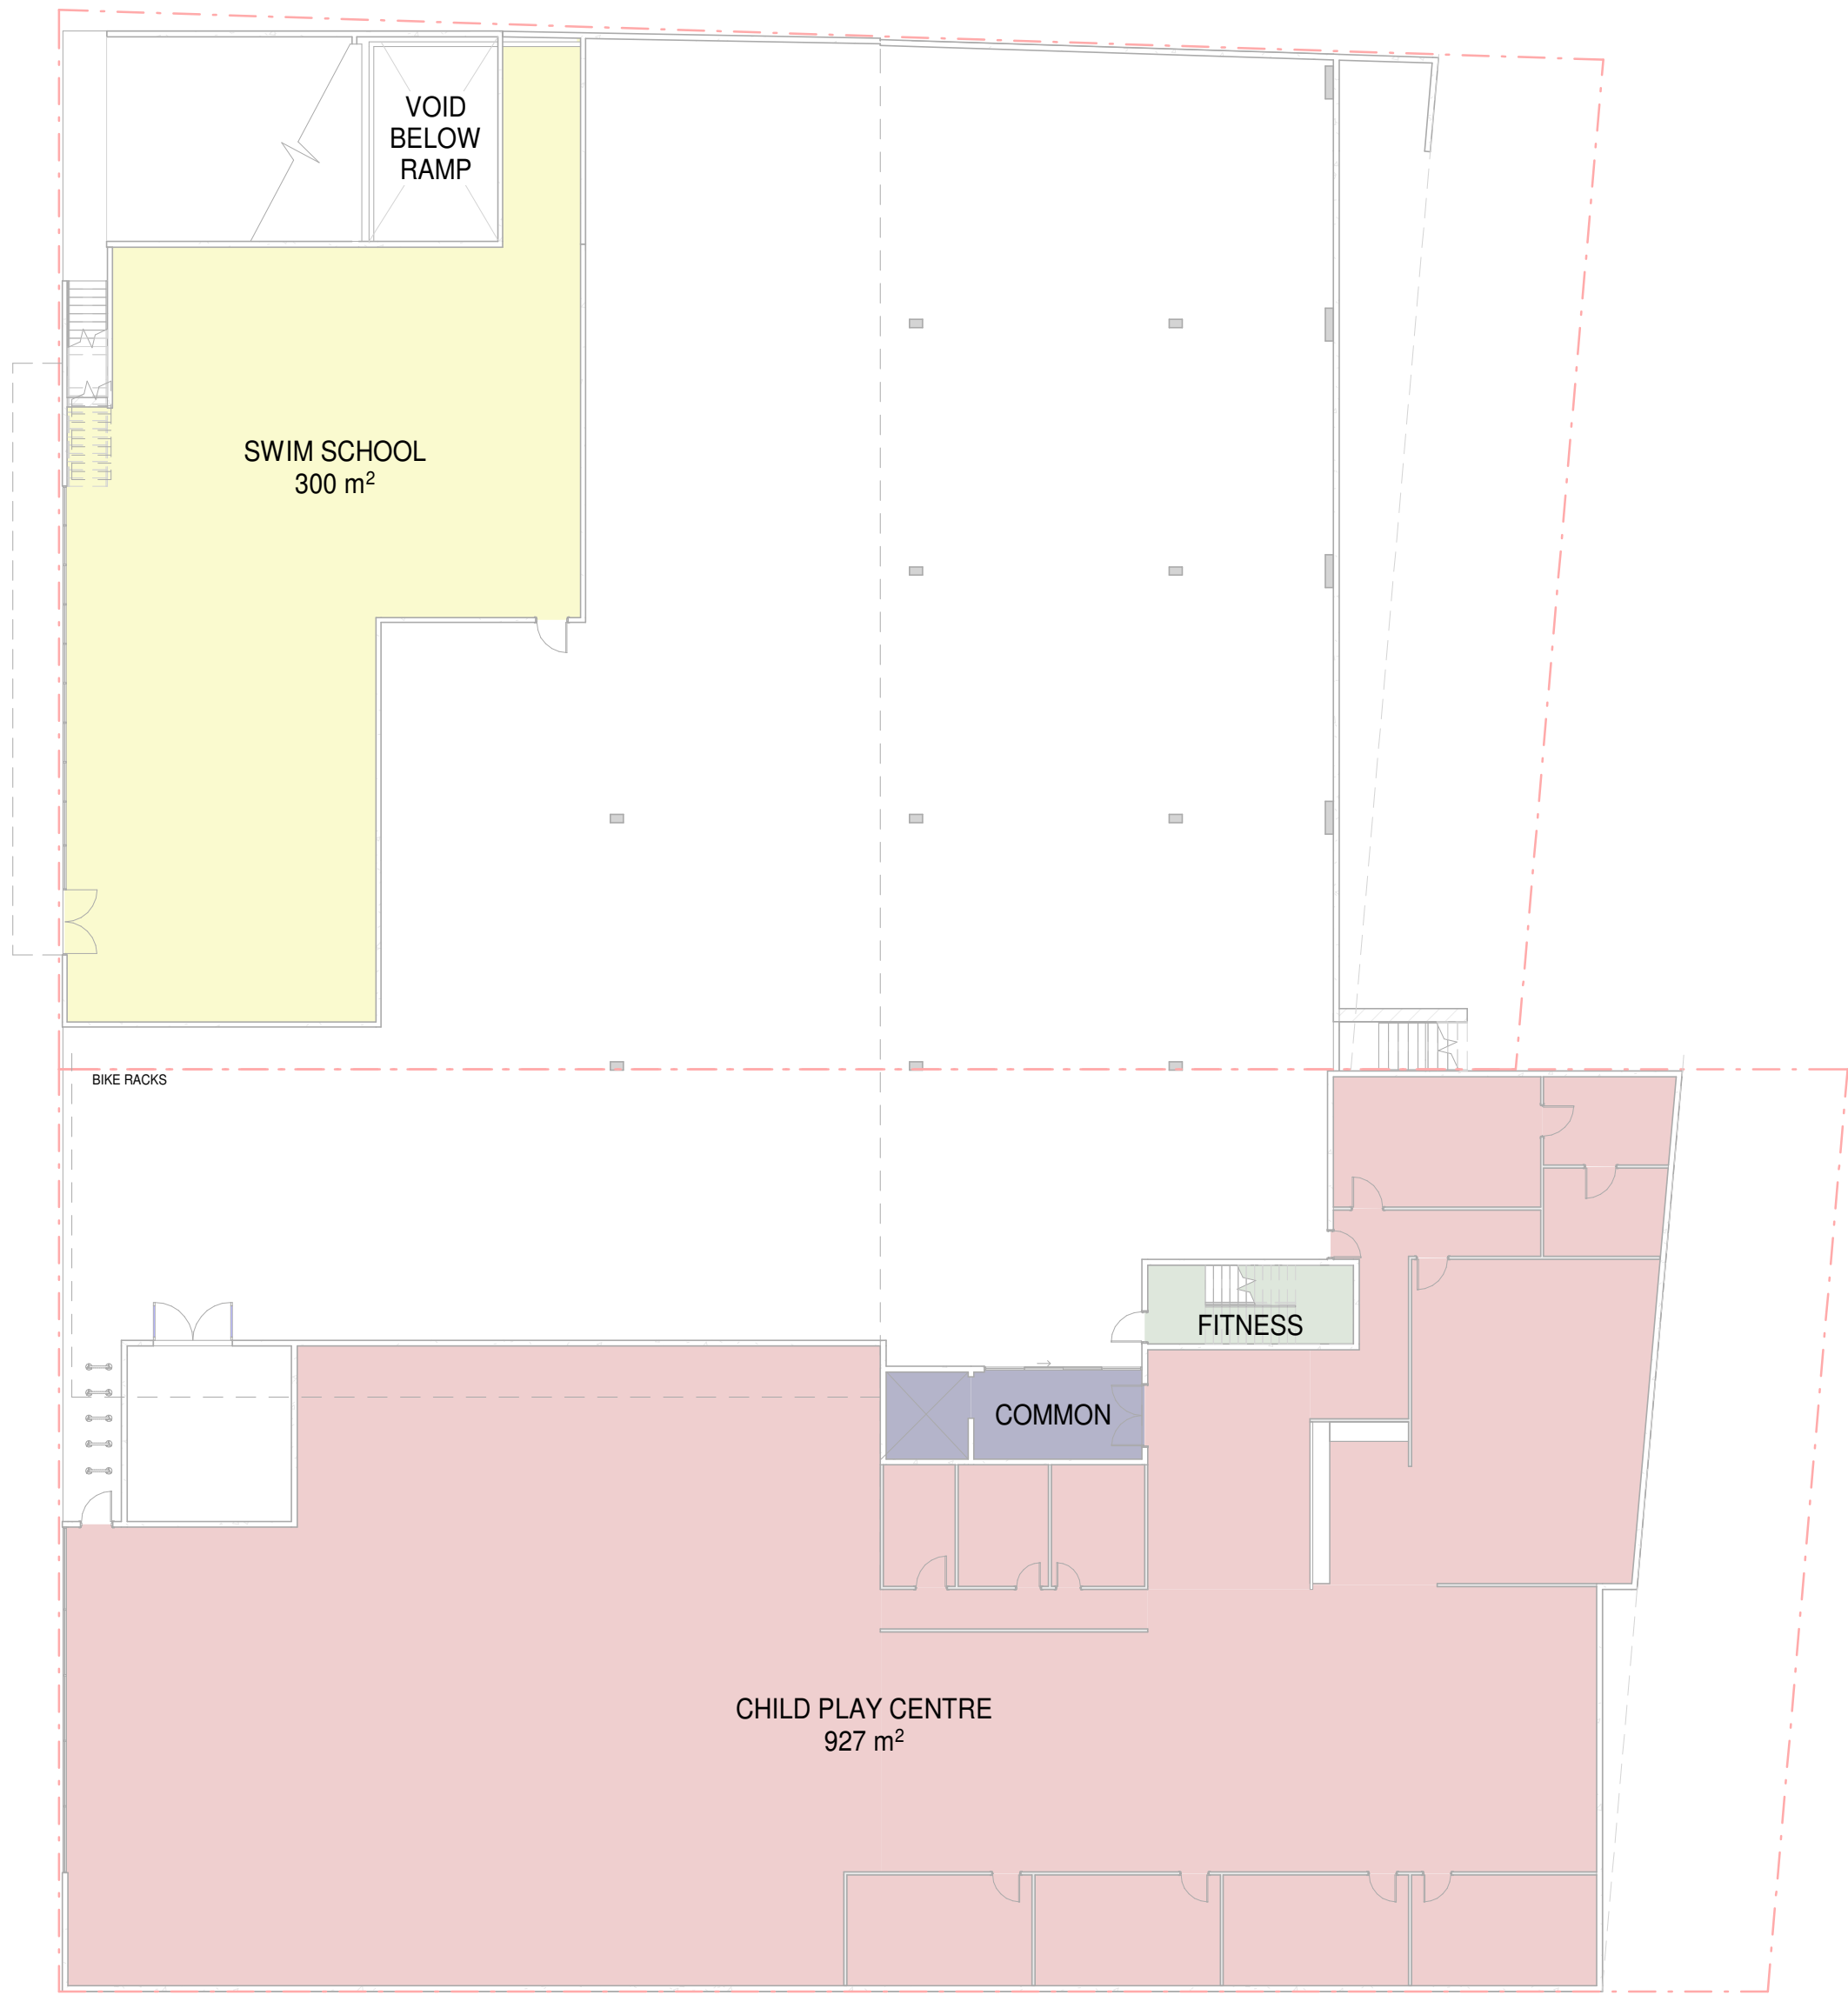 VOID
BELOW
RAMP
SWIM SCHOOL
300 m²
BIKE RACKS
FITNESS
COMMON
CHILD PLAY CENTRE
927 m²